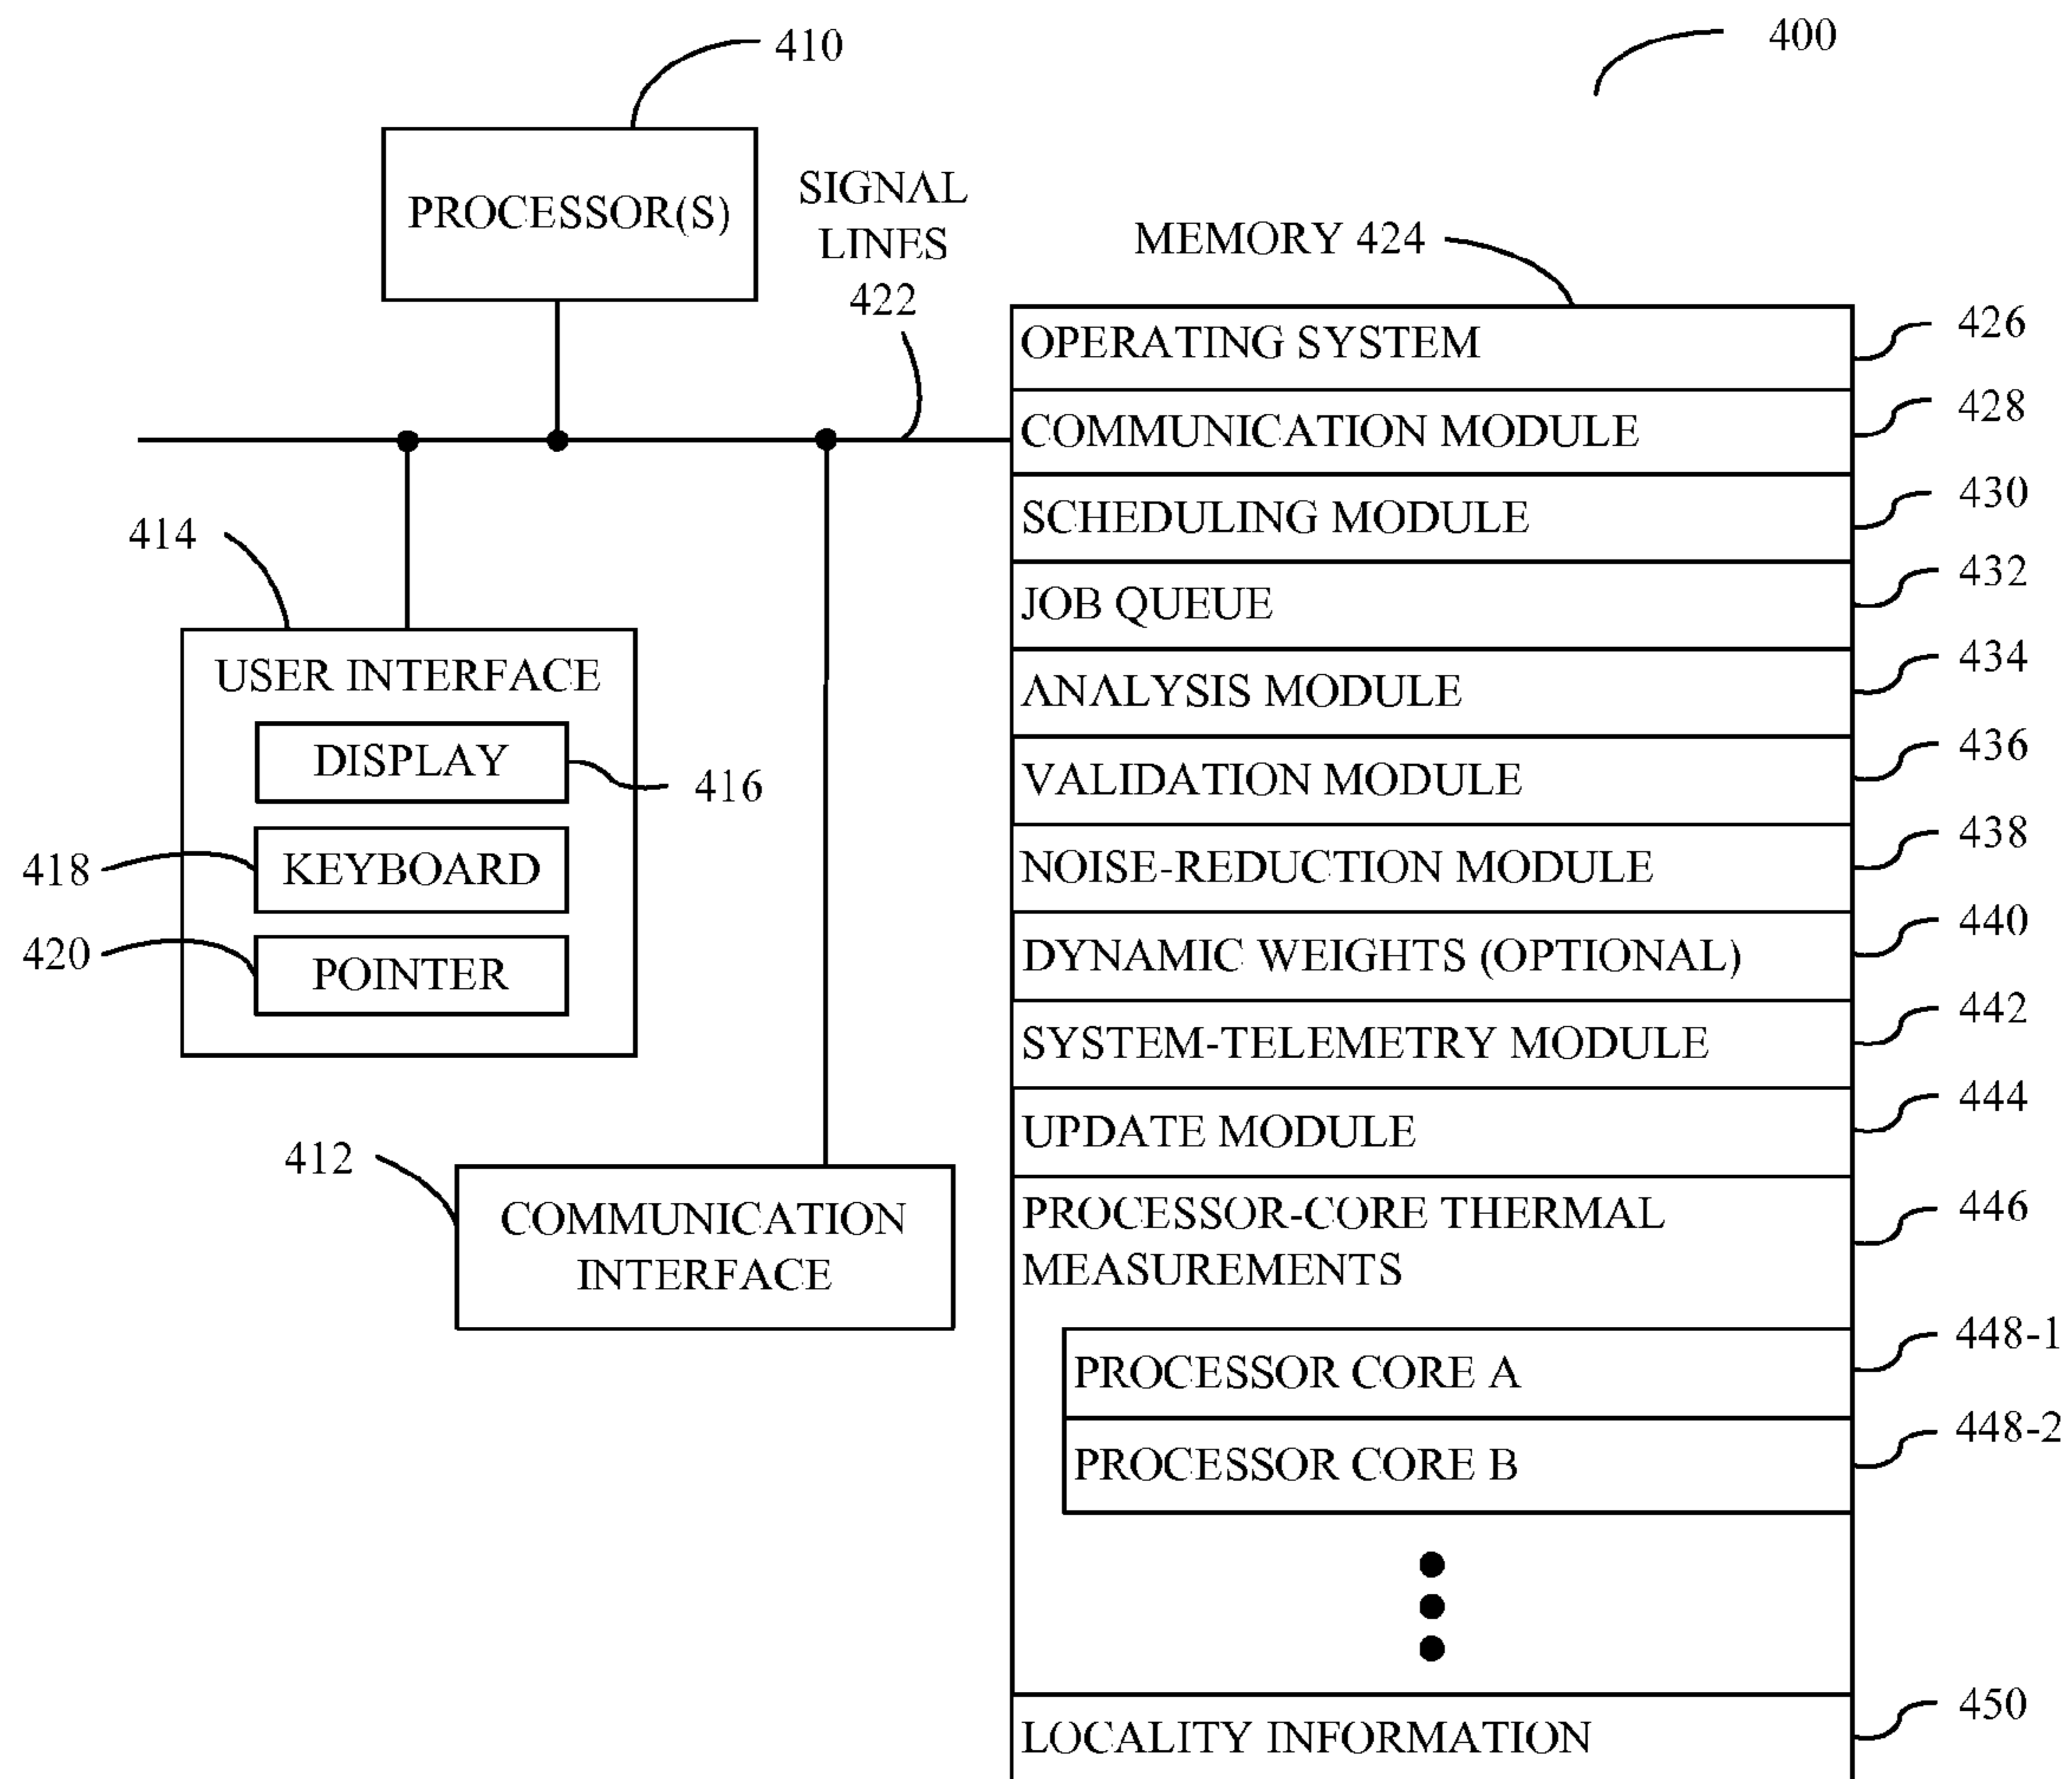 400
410
PROCESSOR(S)
SIGNAL
LINES
422
MEMORY 424
OPERATING SYSTEM
426
COMMUNICATION MODULE
428
SCHEDULING MODULE
430
JOB QUEUE
432
ANALYSIS MODULE
434
VALIDATION MODULE
436
NOISE-REDUCTION MODULE
438
DYNAMIC WEIGHTS (OPTIONAL)
440
SYSTEM-TELEMETRY MODULE
442
UPDATE MODULE
444
PROCESSOR-CORE THERMAL
MEASUREMENTS
446
PROCESSOR CORE A
448-1
PROCESSOR CORE B
448-2
LOCALITY INFORMATION
450
414
USER INTERFACE
DISPLAY
416
418
KEYBOARD
420
POINTER
412
COMMUNICATION
INTERFACE